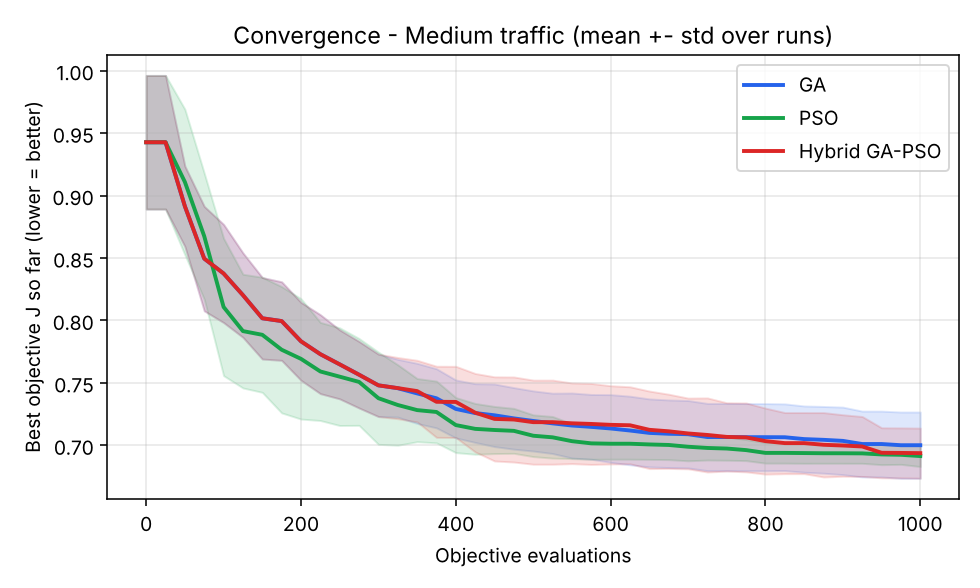 Convergence - Medium traffic (mean +- std over runs)
Best objective J so far (lower = better)
1.00
0.95
0.90
0.85
0.80
0.75
0.70
GA
PSO
Hybrid GA-PSO
0
200
400
600
800
1000
Objective evaluations